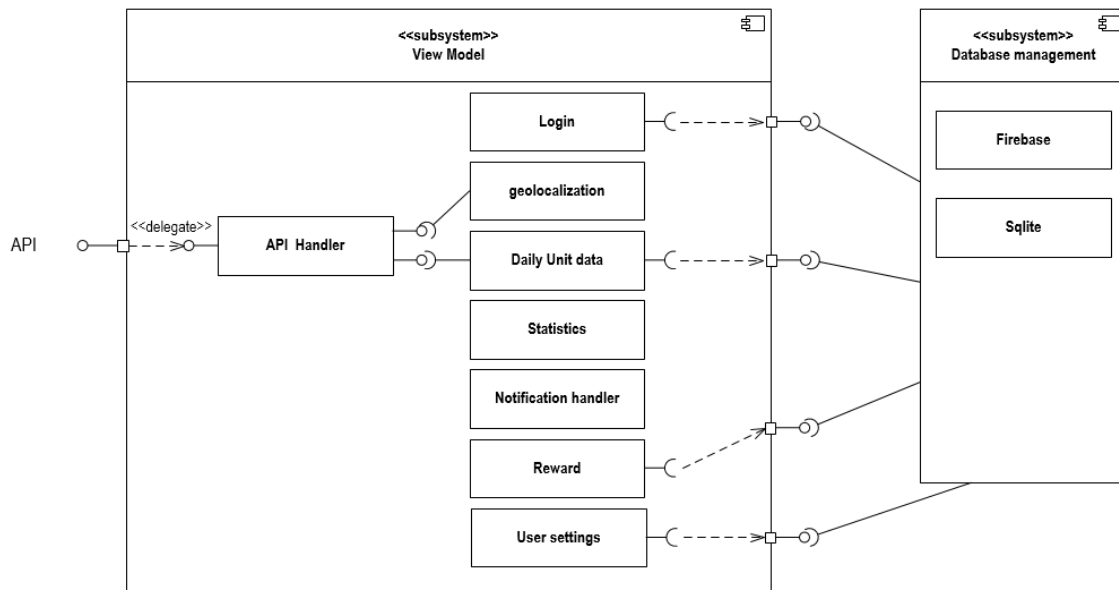 <<subsystem>>
View Model
<<subsystem>>
Database management
Login
Firebase
geolocalization
Sqlite
<<delegate>>
API
API Handler
Daily Unit data
Statistics
Notification handler
Reward
User settings